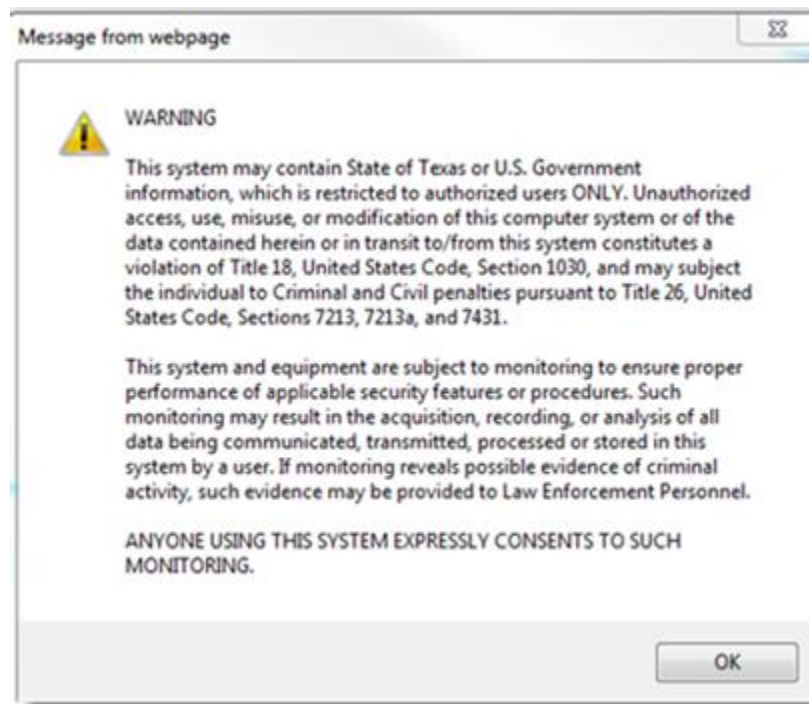 Message from webpage
WARNING
This system may contain State of Texas or U.S. Government
information, which is restricted to authorized users ONLY. Unauthorized
access, use, misuse, or modification of this computer system or of the
data contained herein or in transit to/from this system constitutes a
violation of Title 18, United States Code, Section 1030, and may subject
the individual to Criminal and Civil penalties pursuant to Title 26, United
States Code, Sections 7213, 7213a, and 7431.
This system and equipment are subject to monitoring to ensure proper
performance of applicable security features or procedures. Such
monitoring may result in the acquisition, recording, or analysis of all
data being communicated, transmitted, processed or stored in this
system by a user. If monitoring reveals possible evidence of criminal
activity, such evidence may be provided to Law Enforcement Personnel.
ANYONE USING THIS SYSTEM EXPRESSLY CONSENTS TO SUCH
MONITORING.
OK